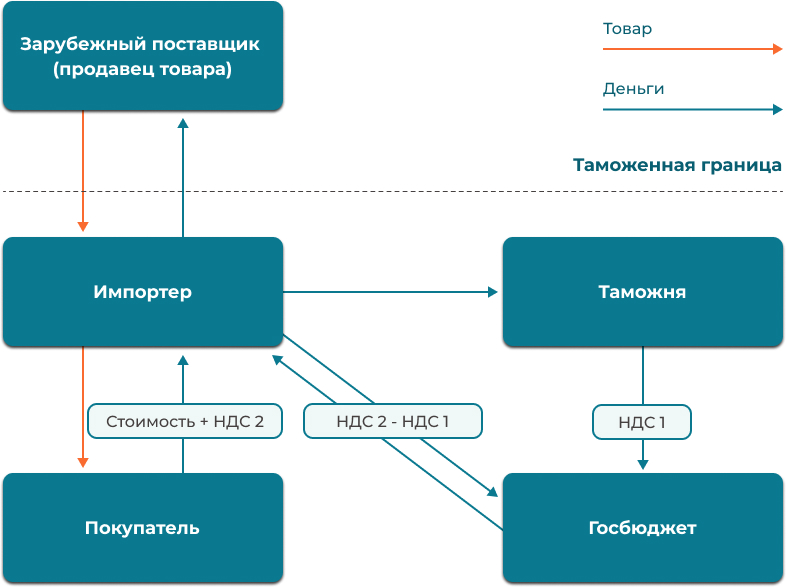 Зарубежный поставщик
(продавец товара)
Товар
Деньги
Таможенная граница
Импортер
Таможня
Стоимость + НДС 2
НДС 2 - НДС 1
НДС 1
Покупатель
Госбюджет